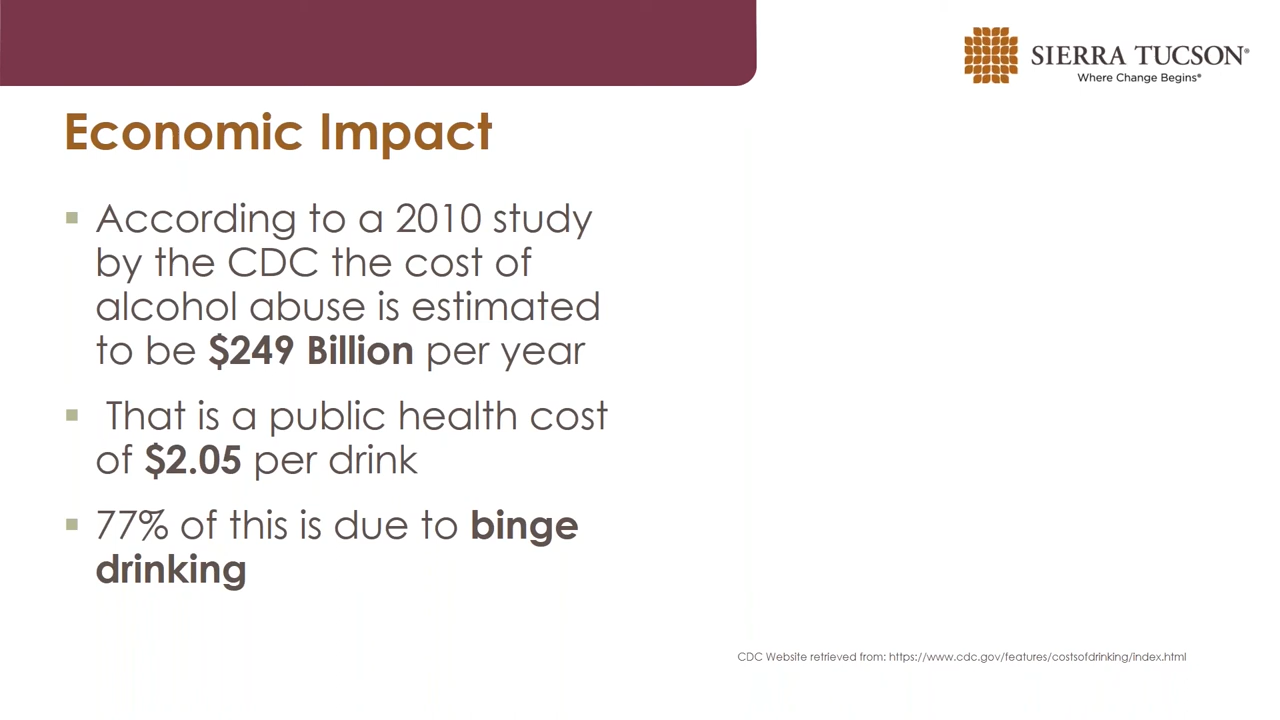 SIERRA TUCSON®
Where Change Begins®
Economic Impact
▪ According to a 2010 study
by the CDC the cost of
alcohol abuse is estimated
to be $249 Billion per year
▪ That is a public health cost
of $2.05 per drink
▪ 77% of this is due to binge
drinking
CDC Website retrieved from: https://www.cdc.gov/features/costsofdrinking/index.html